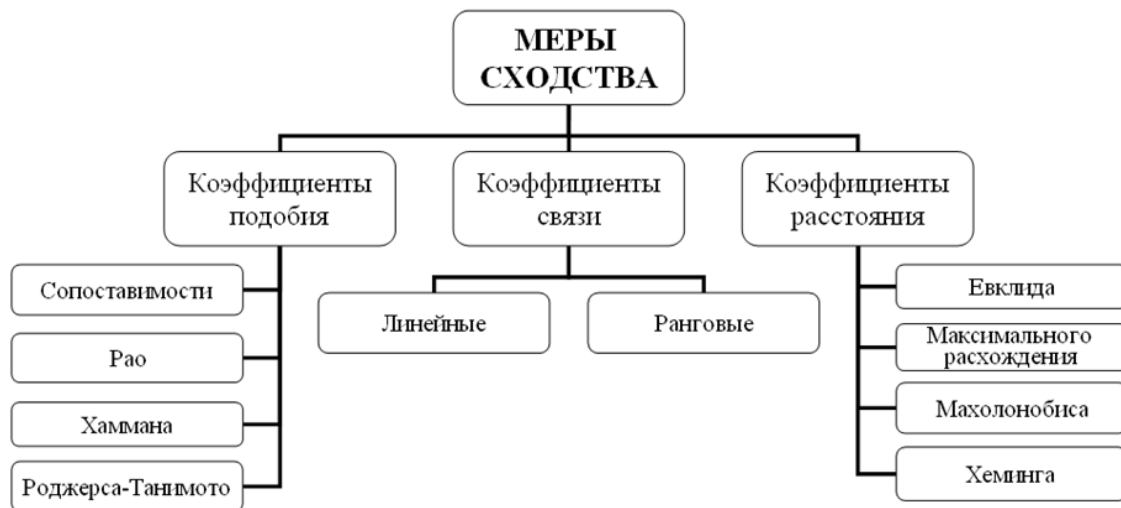 МЕРЫ
СХОДСТВА
Коэффициенты
подобия
Коэффициенты
связи
Коэффициенты
расстояния
Сопоставимости
Рао
Хаммана
Роджерса-Танимото
Линейные
Ранговые
Евклида
Максимального
расхождения
Махолонобиса
Хеминга